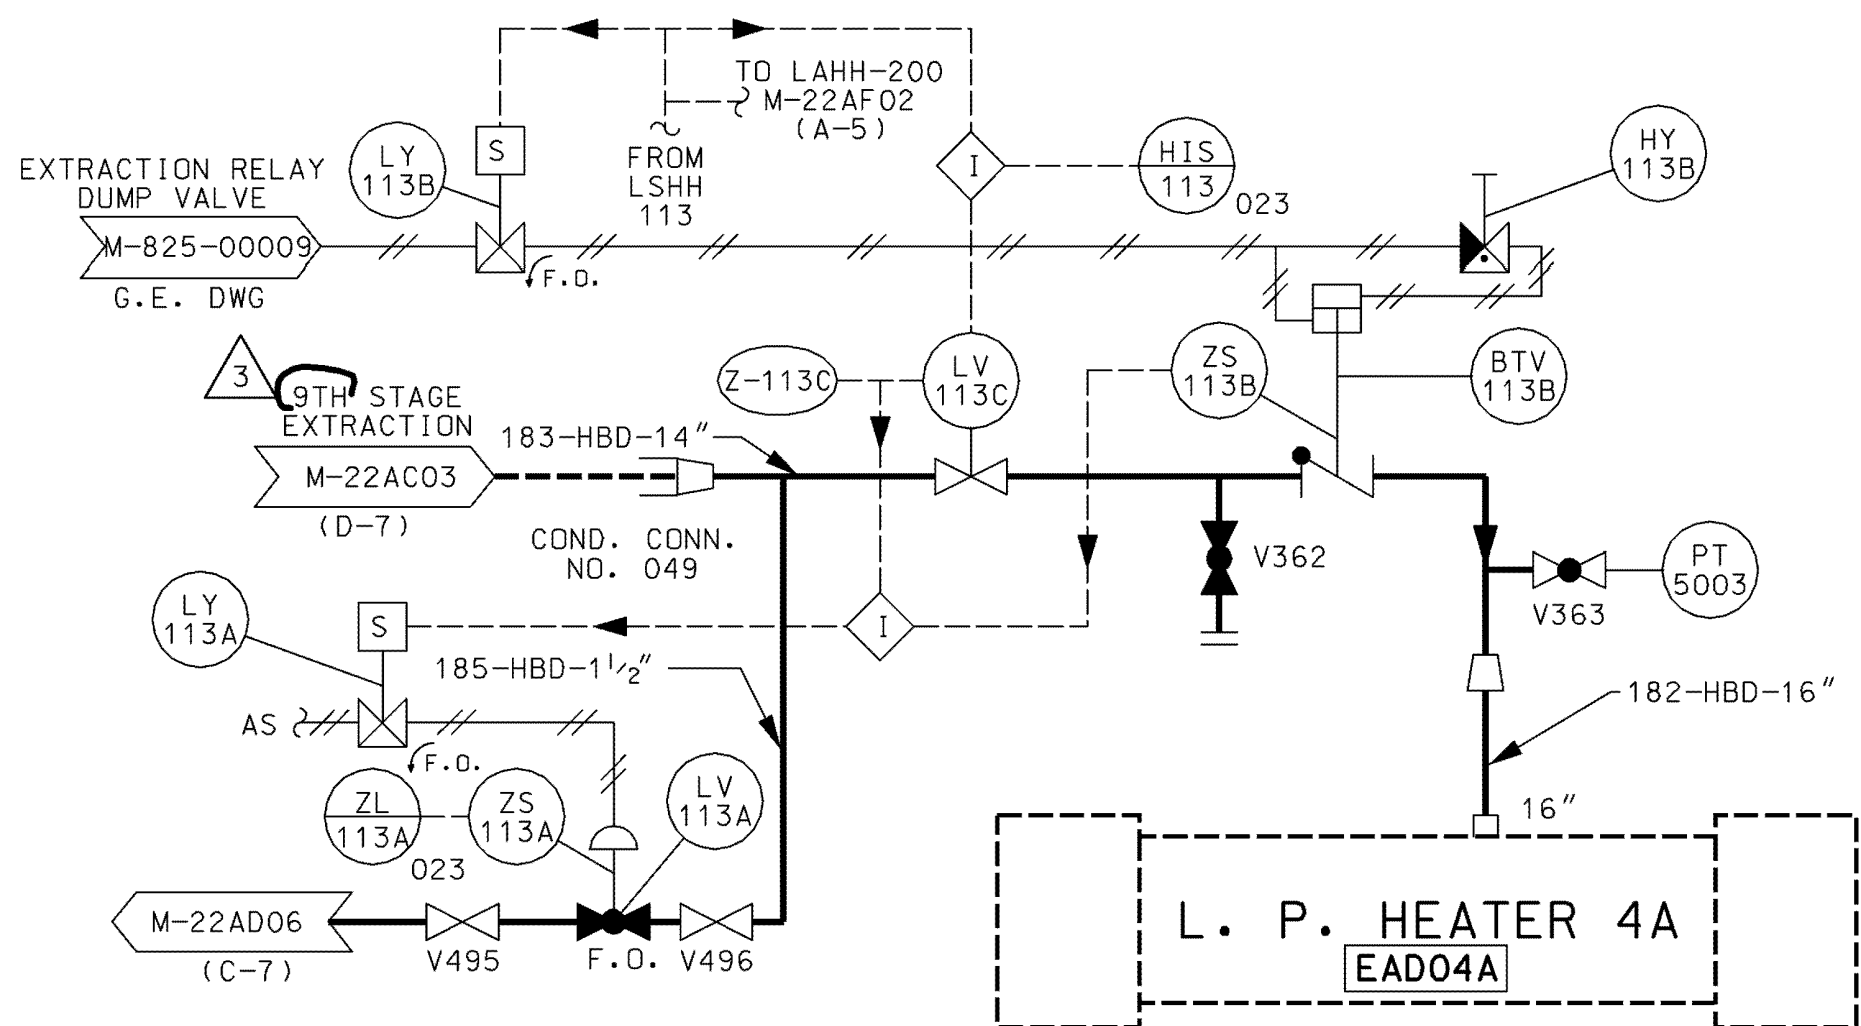 TO LAHH-200
M-22AF02
(A-5)
S
LY
113B
FROM
LSHH
113
I
HIS
113
023
HY
113B
EXTRACTION RELAY
DUMP VALVE
M-825-00009
G.E. DWG
F.O.
3
9TH STAGE
EXTRACTION
M-22AC03
(D-7)
183-HBD-14"
Z-113C
LV
113C
ZS
113B
BTV
113B
COND. CONN.
NO. 049
V362
PT
5003
V363
LY
113A
S
I
185-HBD-1½"
182-HBD-16"
AS
F.O.
ZL
113A
023
ZS
113A
LV
113A
16"
M-22AD06
(C-7)
V495
F.O.
V496
L. P. HEATER 4A
EAD04A